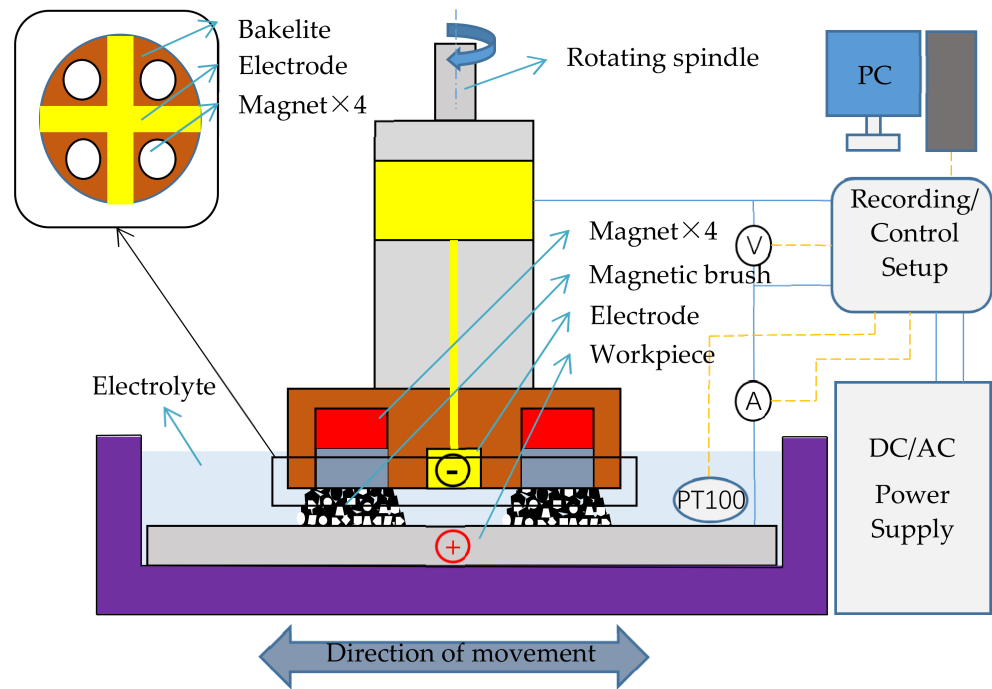 Bakelite
Electrode
Magnet×4
Rotating spindle
PC
Recording/
Control
Setup
Magnet×4
Magnetic brush
Electrode
Workpiece
V
A
Electrolyte
DC/AC
Power
Supply
PT100
-
+
Direction of movement